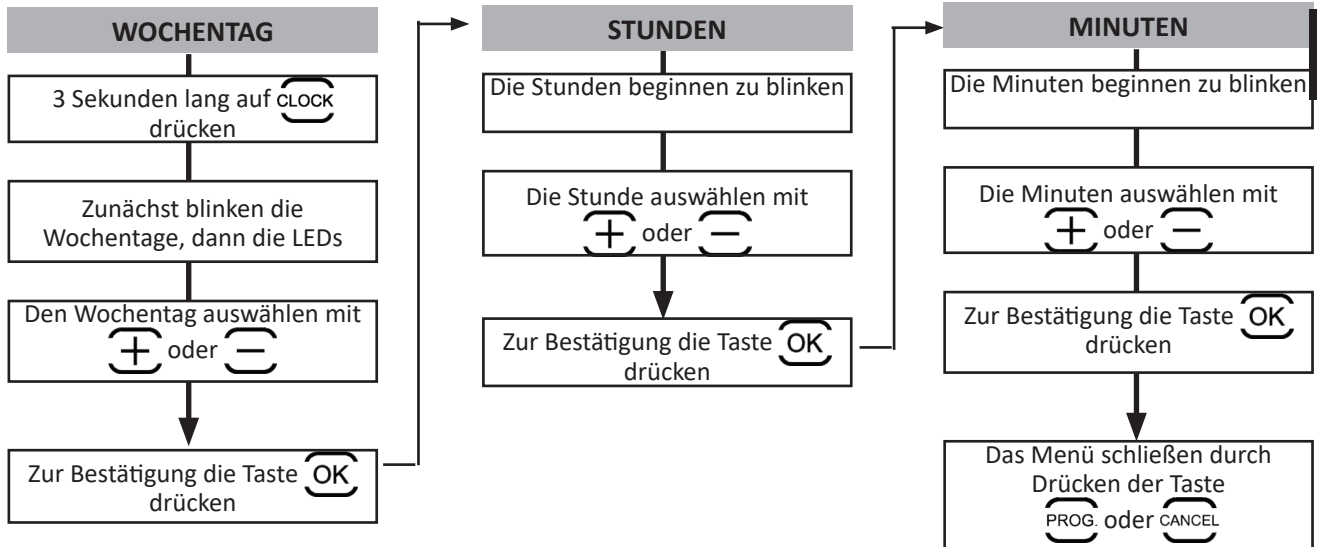 WOCHENTAG
3 Sekunden lang auf CLOCK
drücken
Zunächst blinken die
Wochentage, dann die LEDs
Den Wochentag auswählen mit
+ oder −
Zur Bestätigung die Taste OK
drücken
STUNDEN
Die Stunden beginnen zu blinken
Die Stunde auswählen mit
+ oder −
Zur Bestätigung die Taste OK
drücken
MINUTEN
Die Minuten beginnen zu blinken
Die Minuten auswählen mit
+ oder −
Zur Bestätigung die Taste OK
drücken
Das Menü schließen durch
Drücken der Taste
PROG. oder CANCEL